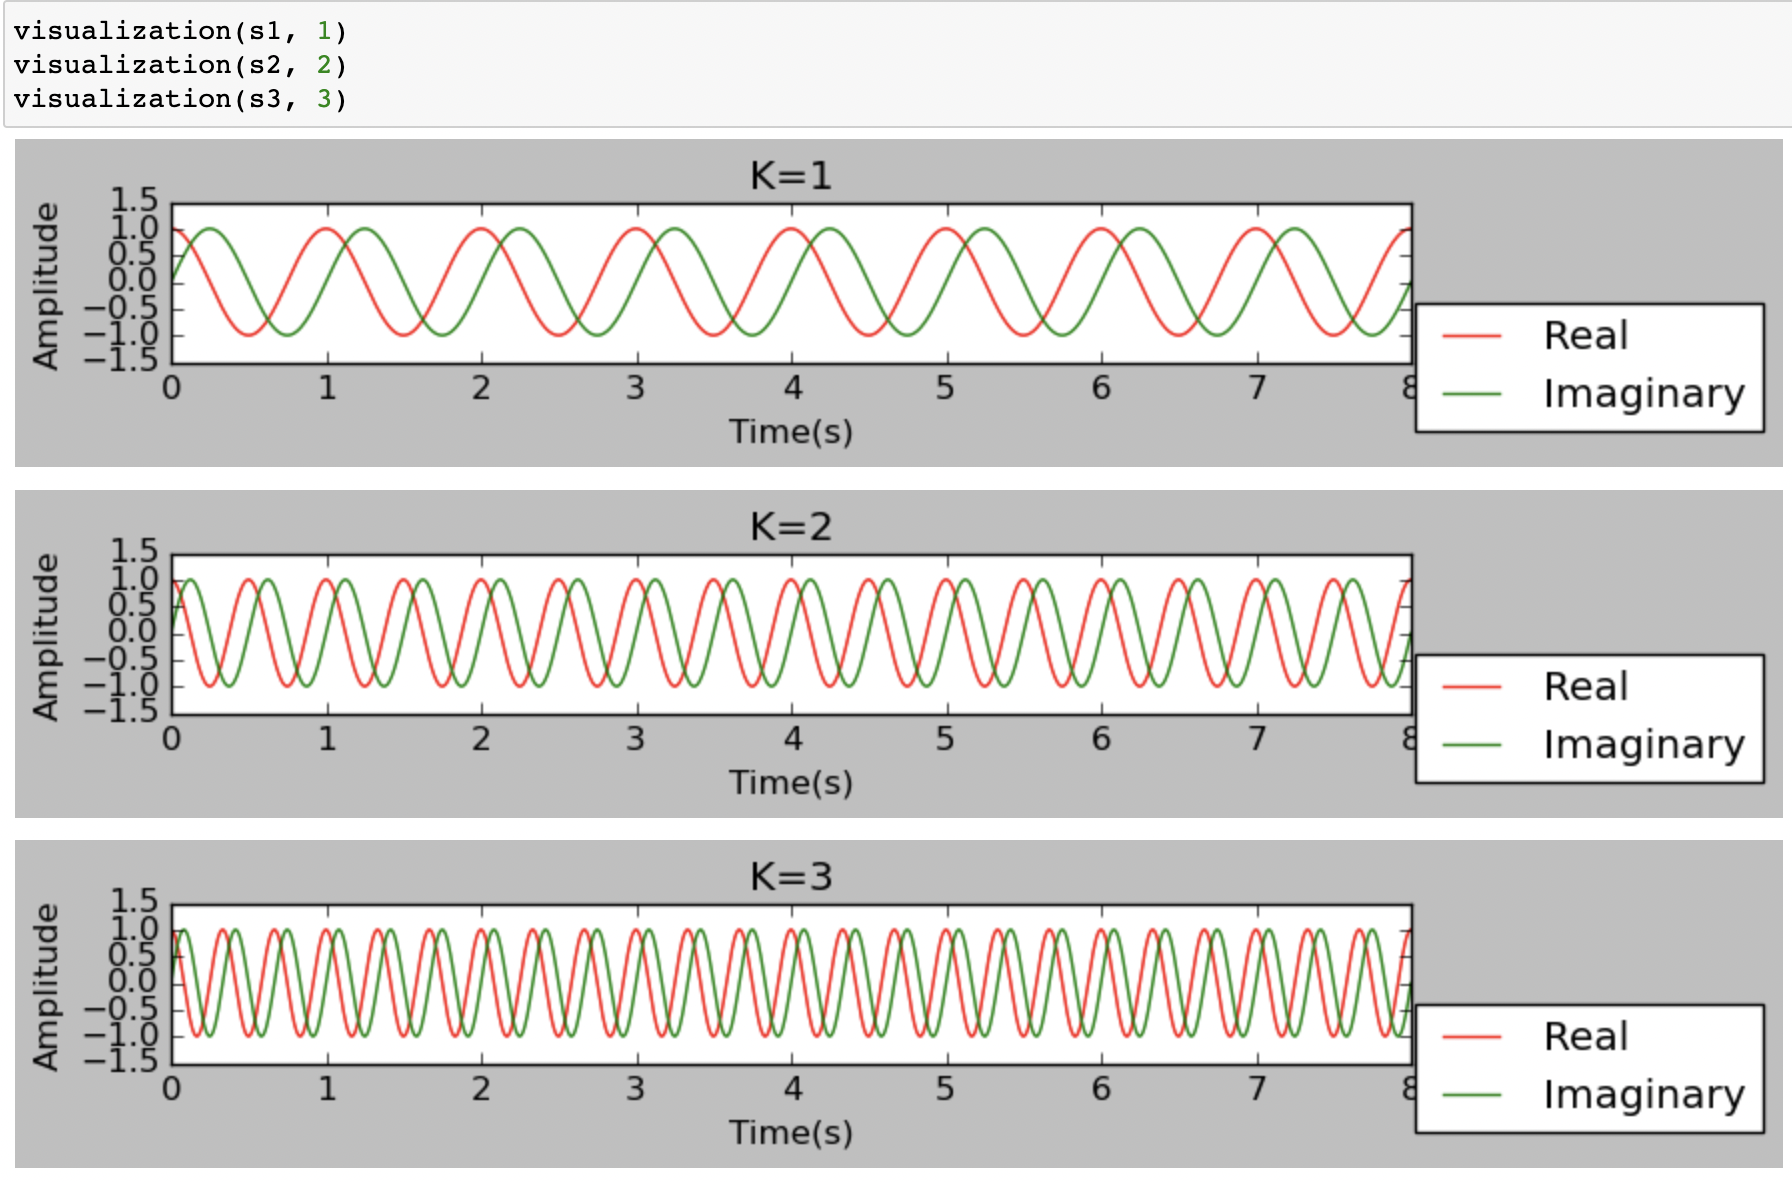 visualization(s1, 1)
visualization(s2, 2)
visualization(s3, 3)
K=1
Amplitude
1.5
1.0
0.5
0.0
−0.5
−1.0
−1.5
0 1 2 3 4 5 6 7 8
Time(s)
Real
Imaginary
K=2
Amplitude
1.5
1.0
0.5
0.0
−0.5
−1.0
−1.5
0 1 2 3 4 5 6 7 8
Time(s)
Real
Imaginary
K=3
Amplitude
1.5
1.0
0.5
0.0
−0.5
−1.0
−1.5
0 1 2 3 4 5 6 7 8
Time(s)
Real
Imaginary